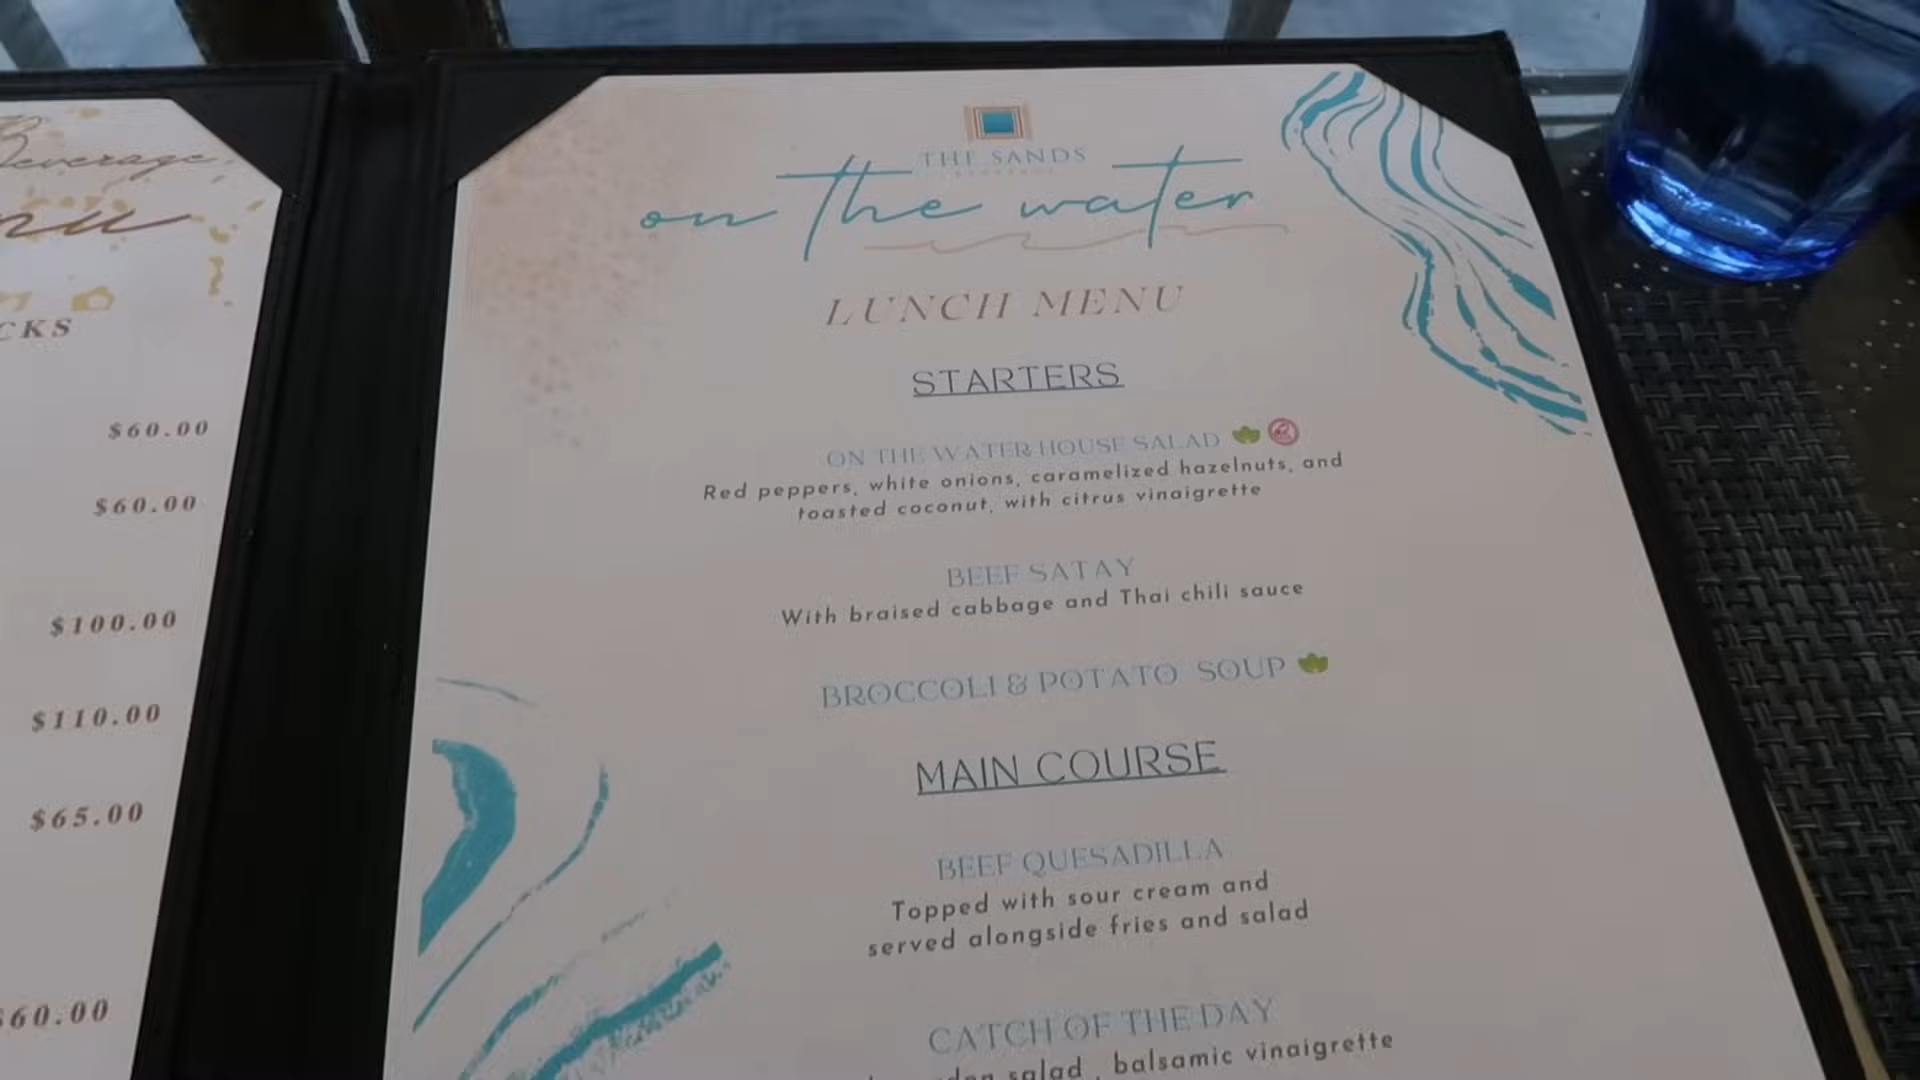 Beverage
$60.00
$60.00
$100.00
$110.00
$65.00
$60.00
THE SANDS
on the water
LUNCH MENU
STARTERS
ON THE WATER HOUSE SALAD
Red peppers, white onions, caramelized hazelnuts, and
toasted coconut, with citrus vinaigrette
BEEF SATAY
With braised cabbage and Thai chili sauce
BROCCOLI & POTATO SOUP
MAIN COURSE
BEEF QUESADILLA
Topped with sour cream and
served alongside fries and salad
CATCH OF THE DAY
salad , balsamic vinaigrette